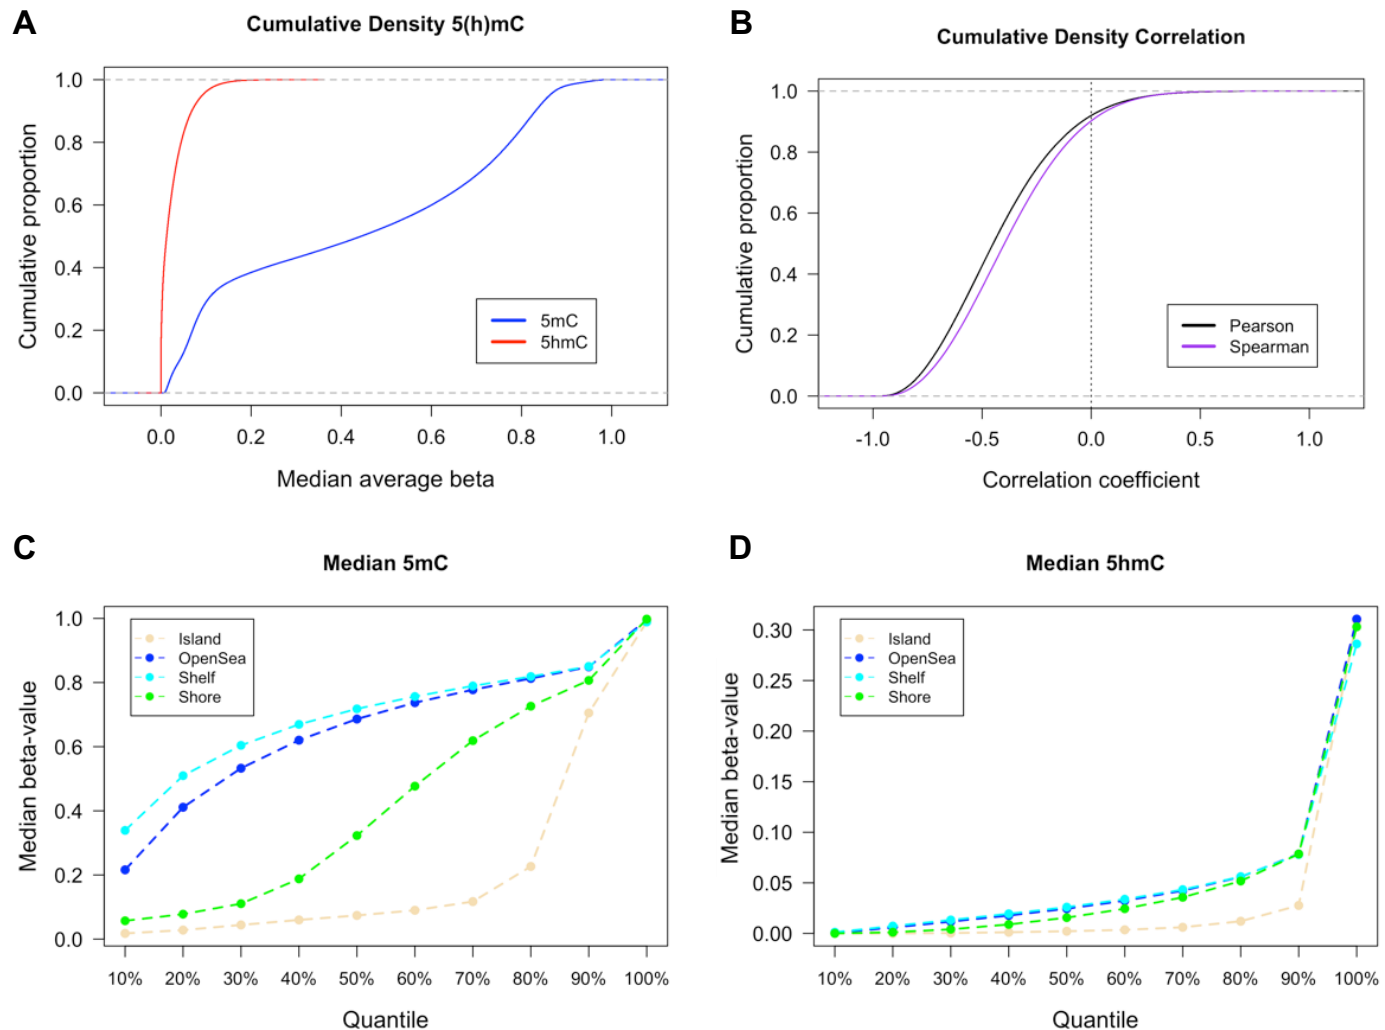 A
Cumulative Density 5(h)mC
Cumulative proportion
1.0
0.8
0.6
0.4
0.2
0.0
5mC
5hmC
0.0 0.2 0.4 0.6 0.8 1.0
Median average beta
B
Cumulative Density Correlation
Cumulative proportion
1.0
0.8
0.6
0.4
0.2
0.0
Pearson
Spearman
-1.0 -0.5 0.0 0.5 1.0
Correlation coefficient
C
Median 5mC
Median beta-value
1.0
0.8
0.6
0.4
0.2
0.0
Island
OpenSea
Shelf
Shore
10% 20% 30% 40% 50% 60% 70% 80% 90% 100%
Quantile
D
Median 5hmC
Median beta-value
0.30
0.25
0.20
0.15
0.10
0.05
0.00
Island
OpenSea
Shelf
Shore
10% 20% 30% 40% 50% 60% 70% 80% 90% 100%
Quantile